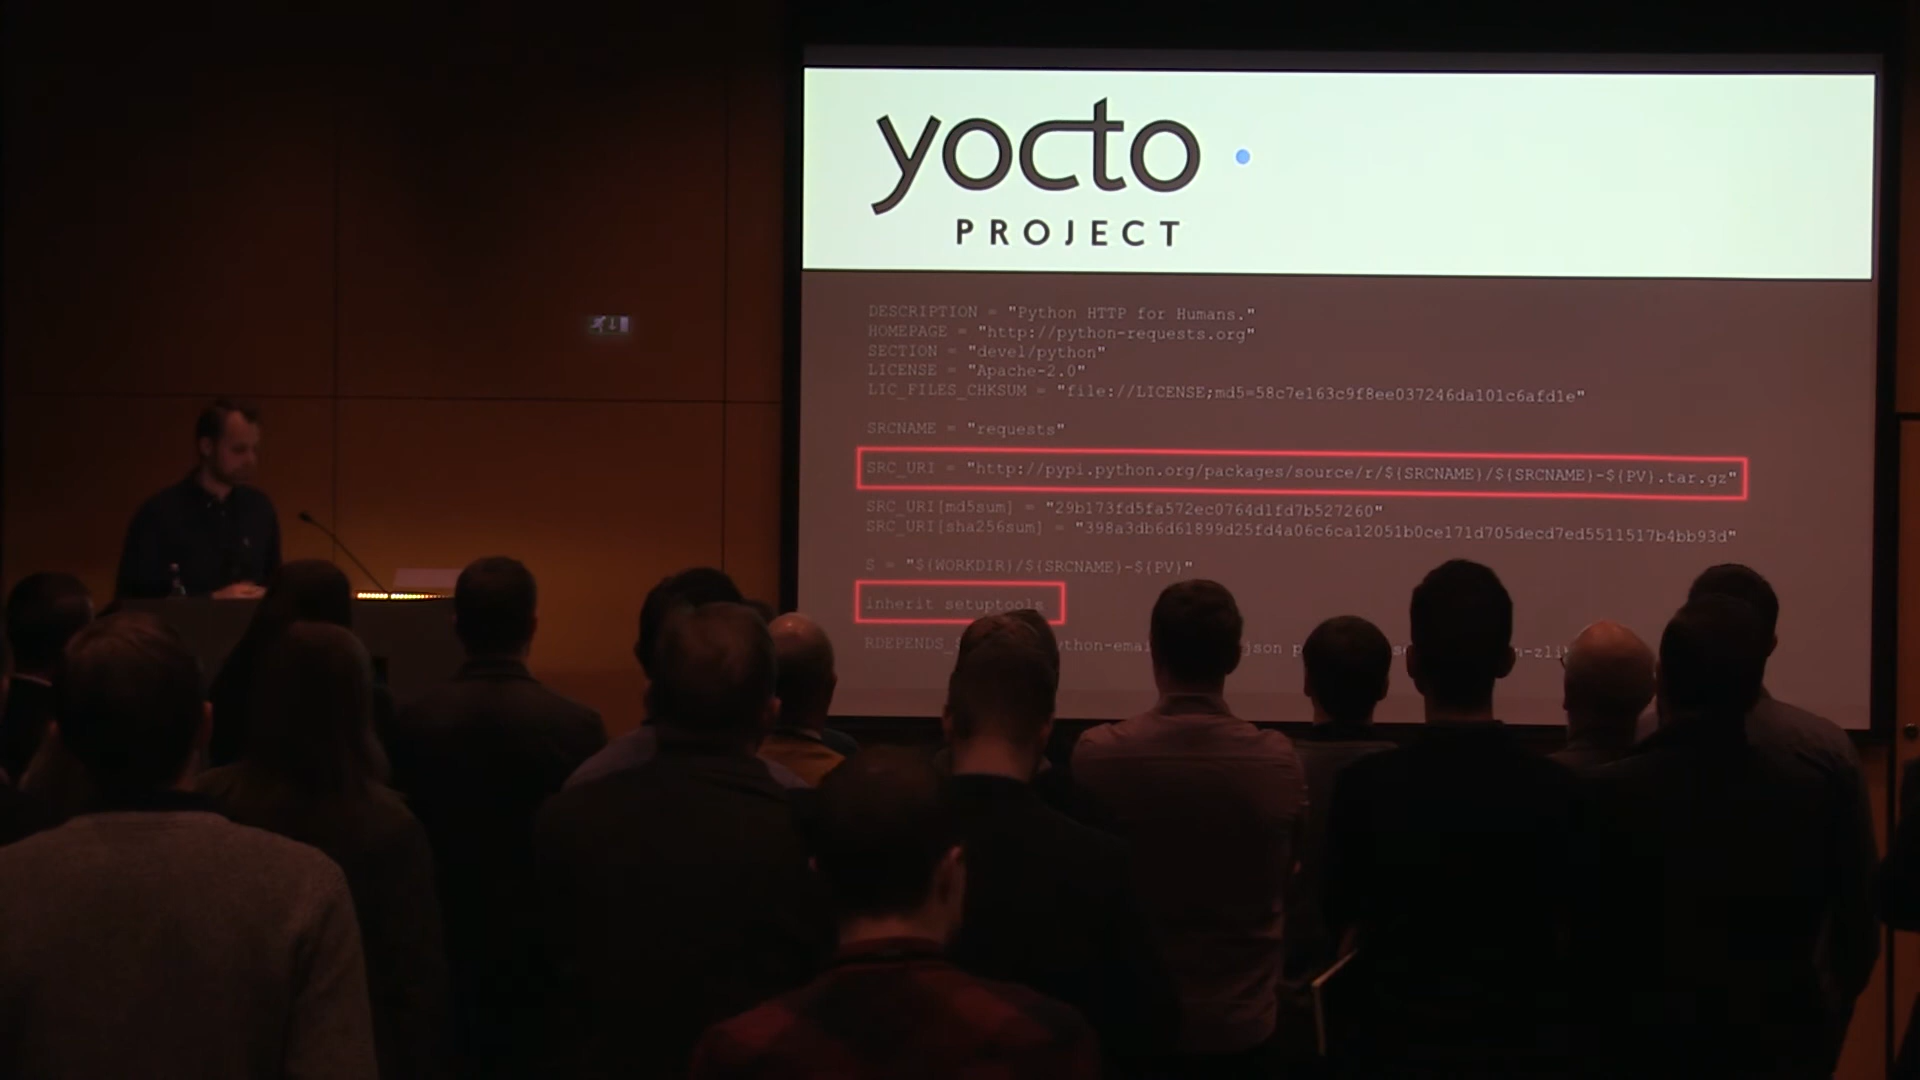 yocto
PROJECT
DESCRIPTION = "Python HTTP for Humans."
HOMEPAGE = "http://python-requests.org"
SECTION = "devel/python"
LICENSE = "Apache-2.0"
LIC_FILES_CHKSUM = "file://LICENSE;md5=58c7e163c9f8ee037246da101c6afd1e"
SRCNAME = "requests"
SRC_URI = "http://pypi.python.org/packages/source/r/${SRCNAME}/${SRCNAME}-${PV}.tar.gz"
SRC_URI[md5sum] = "29b173fd5fa572ec0764d1fd7b527260"
SRC_URI[sha256sum] = "398a3db6d61899d25fd4a06c6ca12051b0ce171d705decd7ed5511517b4bb93d"
S = "${WORKDIR}/${SRCNAME}-${PV}"
inherit setuptools
RDEPENDS_ json